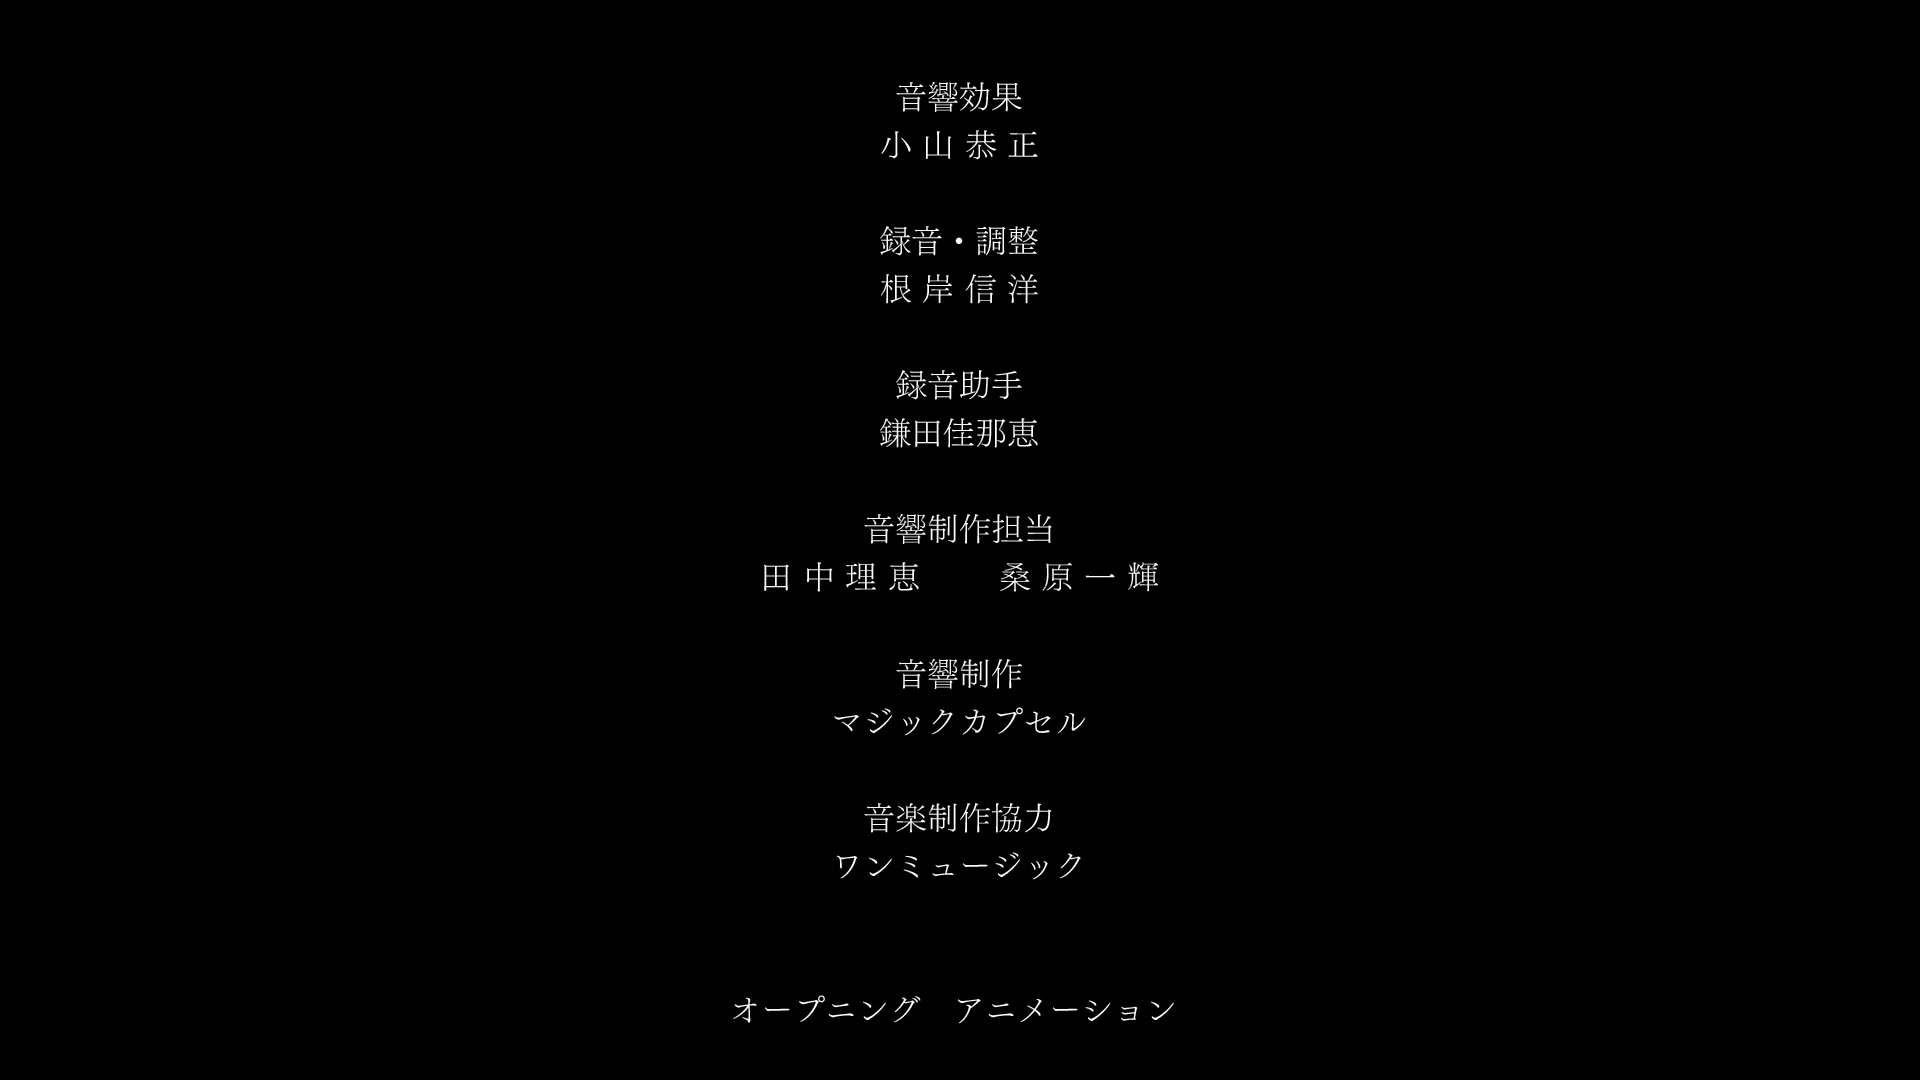 音響効果
小山恭正
録音・調整
根岸信洋
録音助手
鎌田佳那恵
音響制作担当
田中理恵　　桑原一輝
音響制作
マジックカプセル
音楽制作協力
ワンミュージック
オープニング　アニメーション